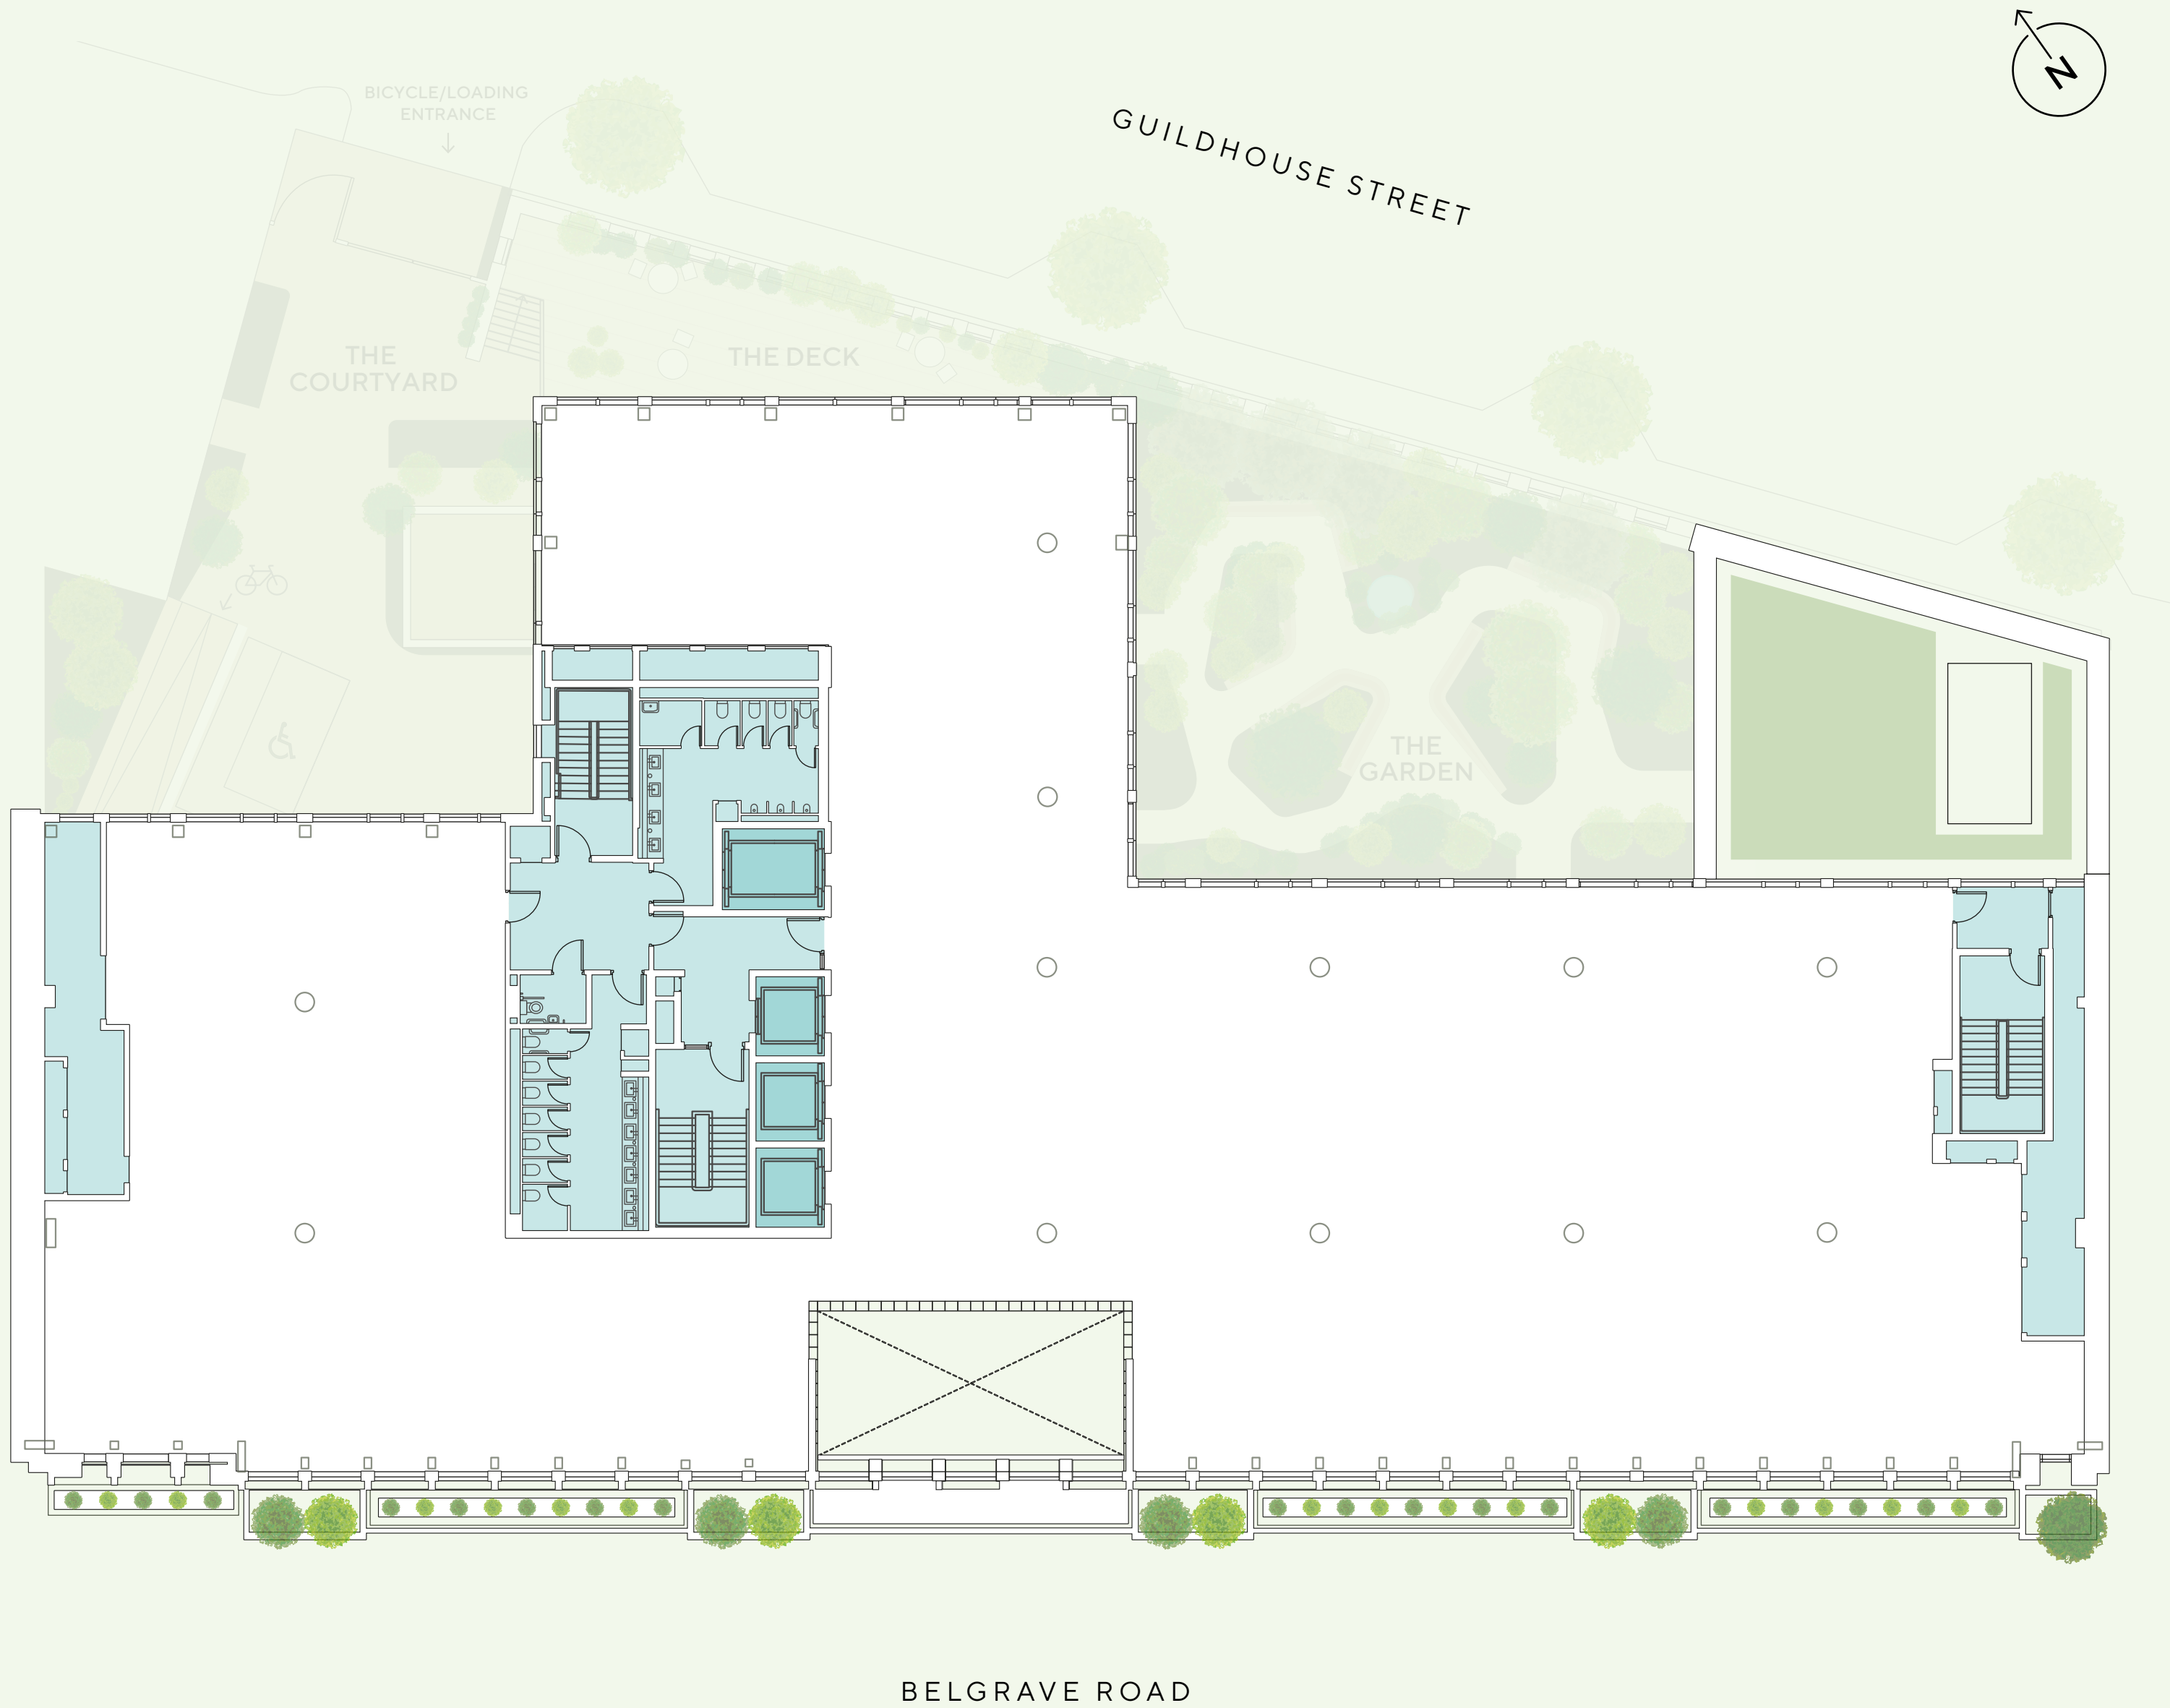 BICYCLE/LOADING
ENTRANCE
N
GUILDHOUSE STREET
THE
COURTYARD
THE DECK
THE
GARDEN
BELGRAVE ROAD